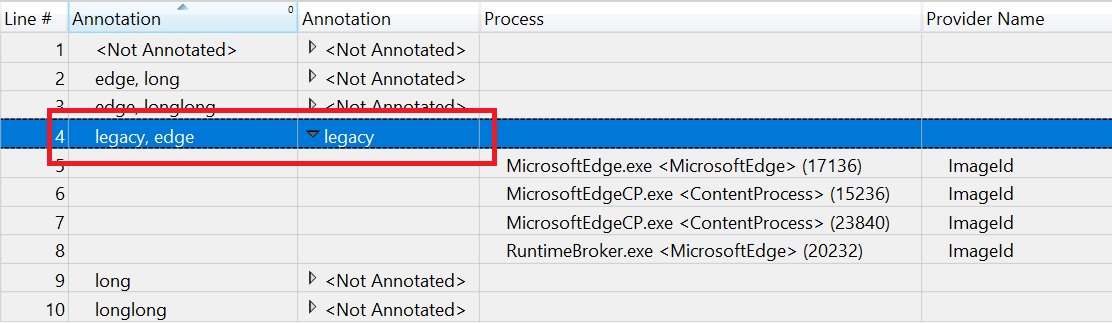 Line # Annotation 0 Annotation Process Provider Name
1 <Not Annotated> <Not Annotated>
2 edge, long <Not Annotated>
3 edge, longlong <Not Annotated>
4 legacy, edge legacy
5 MicrosoftEdge.exe <MicrosoftEdge> (17136) ImageId
6 MicrosoftEdgeCP.exe <ContentProcess> (15236) ImageId
7 MicrosoftEdgeCP.exe <ContentProcess> (23840) ImageId
8 RuntimeBroker.exe <MicrosoftEdge> (20232) ImageId
9 long <Not Annotated>
10 longlong <Not Annotated>